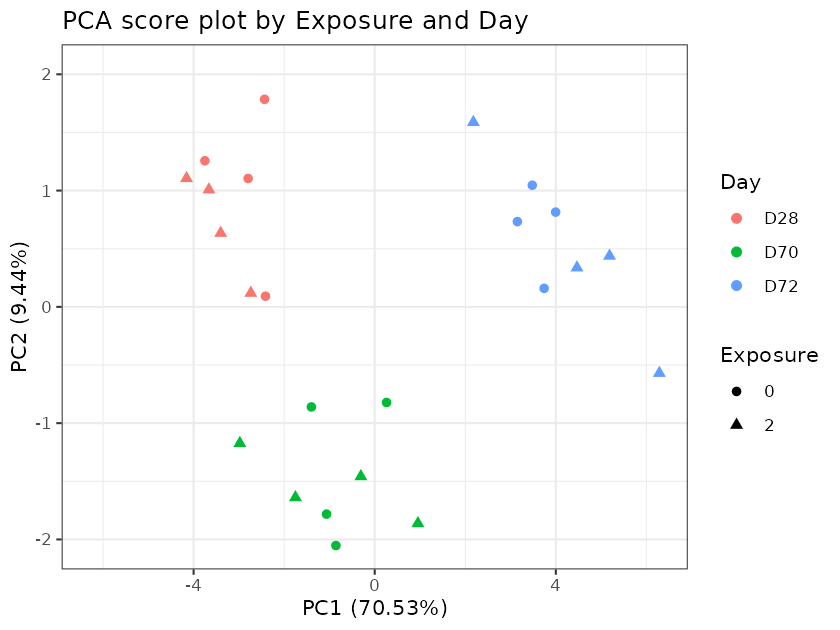 PCA score plot by Exposure and Day
2
1
0
-1
-2
PC2 (9.44%)
-4
0
4
PC1 (70.53%)
Day
D28
D70
D72
Exposure
0
2